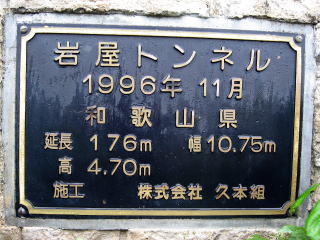 岩屋トンネル
1996年 11月
和歌山県
延長 176m 幅 10.75m
高 4.70m
施工 株式会社 久本組